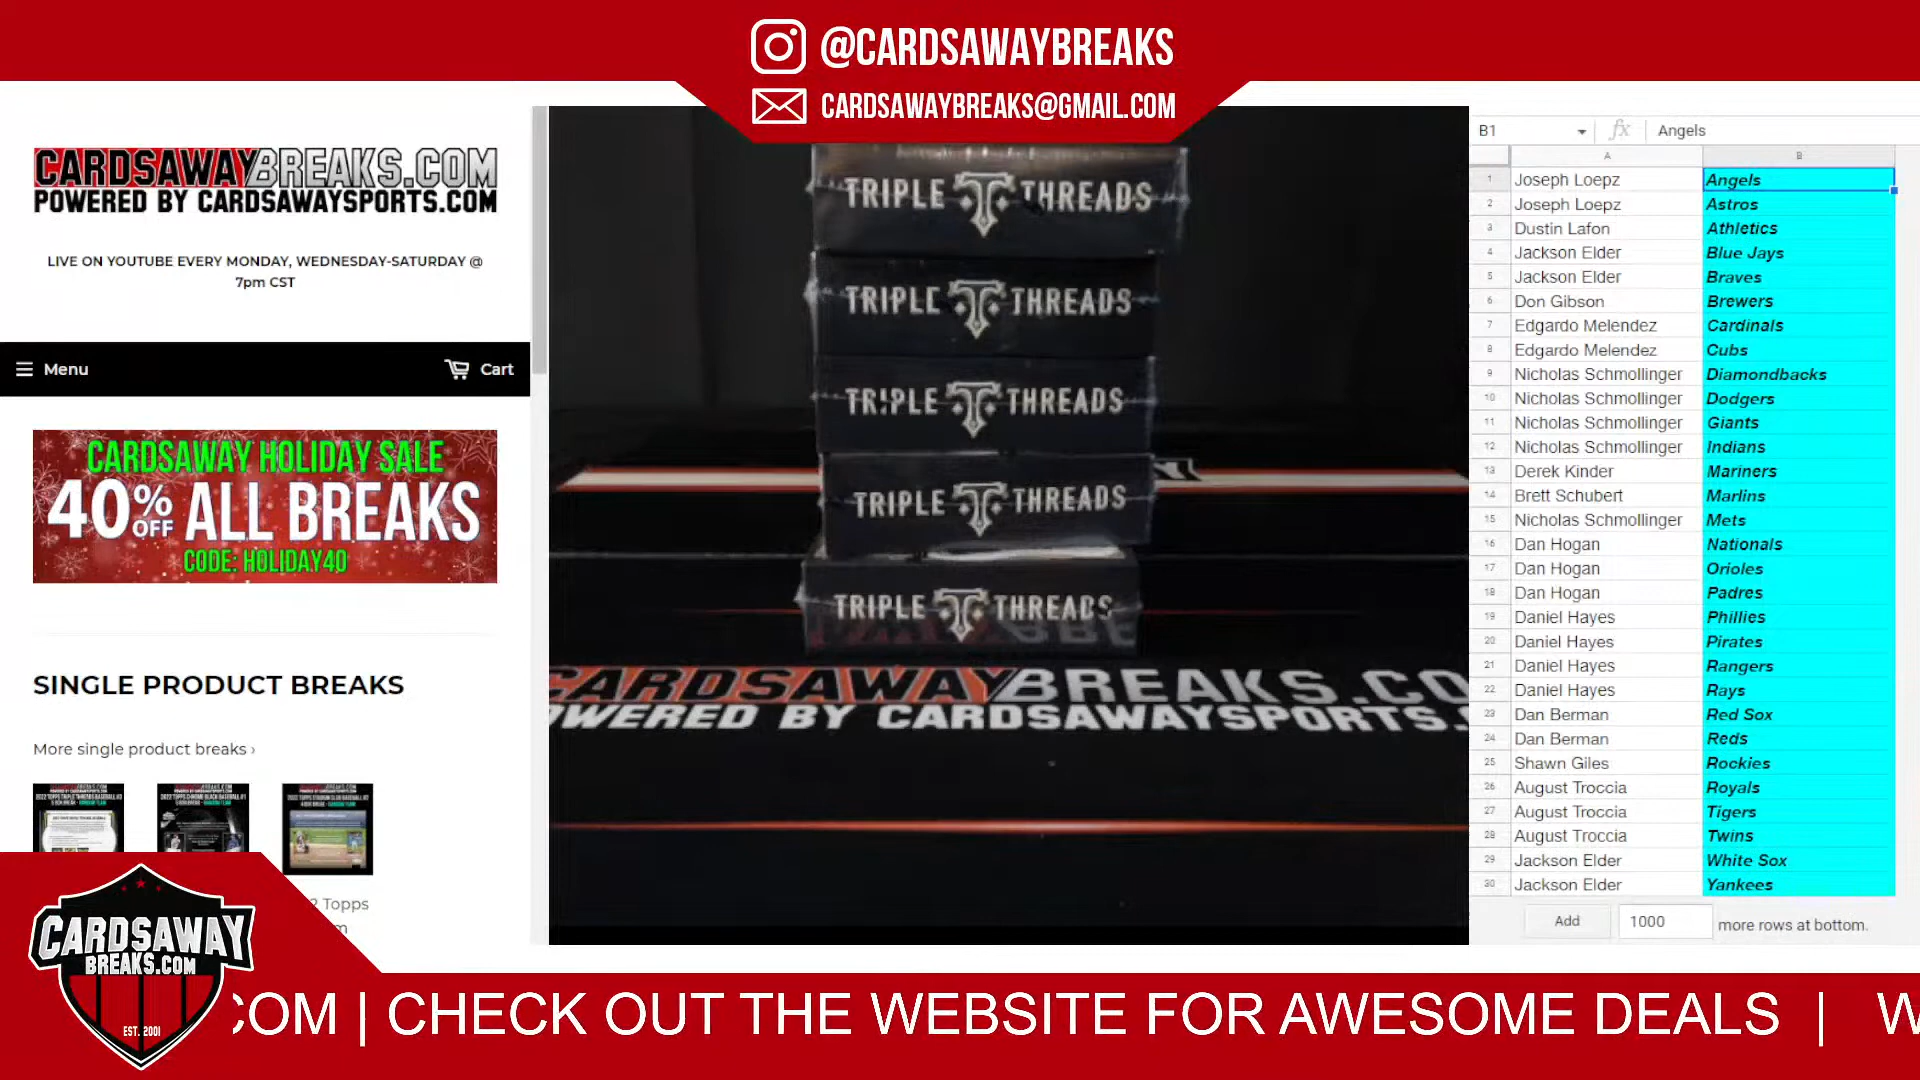 @CARDSAWAYBREAKS
CARDSAWAYBREAKS@GMAIL.COM
CARDSAWAYBREAKS.COM
POWERED BY CARDSAWAYSPORTS.COM
LIVE ON YOUTUBE EVERY MONDAY, WEDNESDAY-SATURDAY @
7pm CST
Menu
Cart
CARDSAWAY HOLIDAY SALE
40% OFF ALL BREAKS
CODE: HOLIDAY40
SINGLE PRODUCT BREAKS
More single product breaks ›
2 Topps
m
TRIPLE THREADS
TRIPLE THREADS
TRIPLE THREADS
TRIPLE THREADS
TRIPLE THREADS
CARDSAWAYBREAKS.CO
OWERED BY CARDSAWAYSPORTS.
B1 fx Angels
A B
1 Joseph Loepz Angels
2 Joseph Loepz Astros
3 Dustin Lafon Athletics
4 Jackson Elder Blue Jays
5 Jackson Elder Braves
6 Don Gibson Brewers
7 Edgardo Melendez Cardinals
8 Edgardo Melendez Cubs
9 Nicholas Schmollinger Diamondbacks
10 Nicholas Schmollinger Dodgers
11 Nicholas Schmollinger Giants
12 Nicholas Schmollinger Indians
13 Derek Kinder Mariners
14 Brett Schubert Marlins
15 Nicholas Schmollinger Mets
16 Dan Hogan Nationals
17 Dan Hogan Orioles
18 Dan Hogan Padres
19 Daniel Hayes Phillies
20 Daniel Hayes Pirates
21 Daniel Hayes Rangers
22 Daniel Hayes Rays
23 Dan Berman Red Sox
24 Dan Berman Reds
25 Shawn Giles Rockies
26 August Troccia Royals
27 August Troccia Tigers
28 August Troccia Twins
29 Jackson Elder White Sox
30 Jackson Elder Yankees
Add 1000 more rows at bottom.
CARDSAWAY
BREAKS.COM
EST. 2001
COM | CHECK OUT THE WEBSITE FOR AWESOME DEALS | W